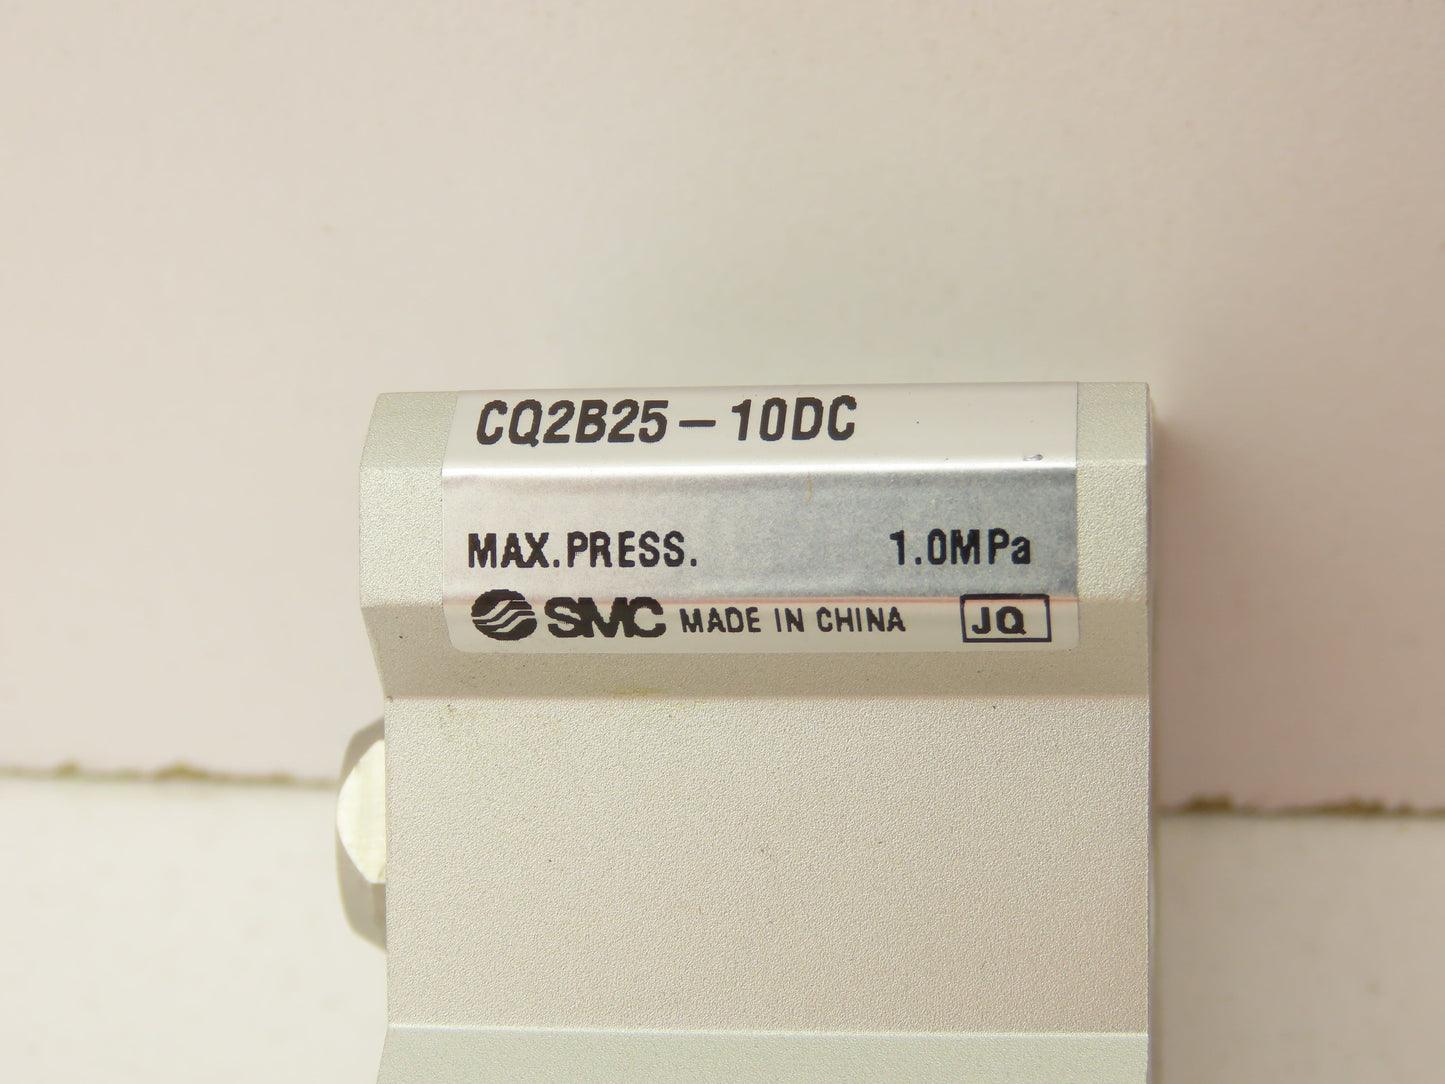 CQ2B25-10DC
MAX.PRESS. 1.0MPa
SMC MADE IN CHINA JQ